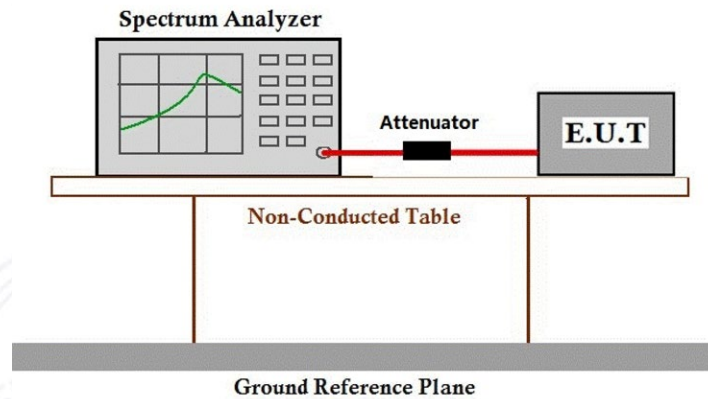 Spectrum Analyzer
Attenuator
E.U.T
Non-Conducted Table
Ground Reference Plane